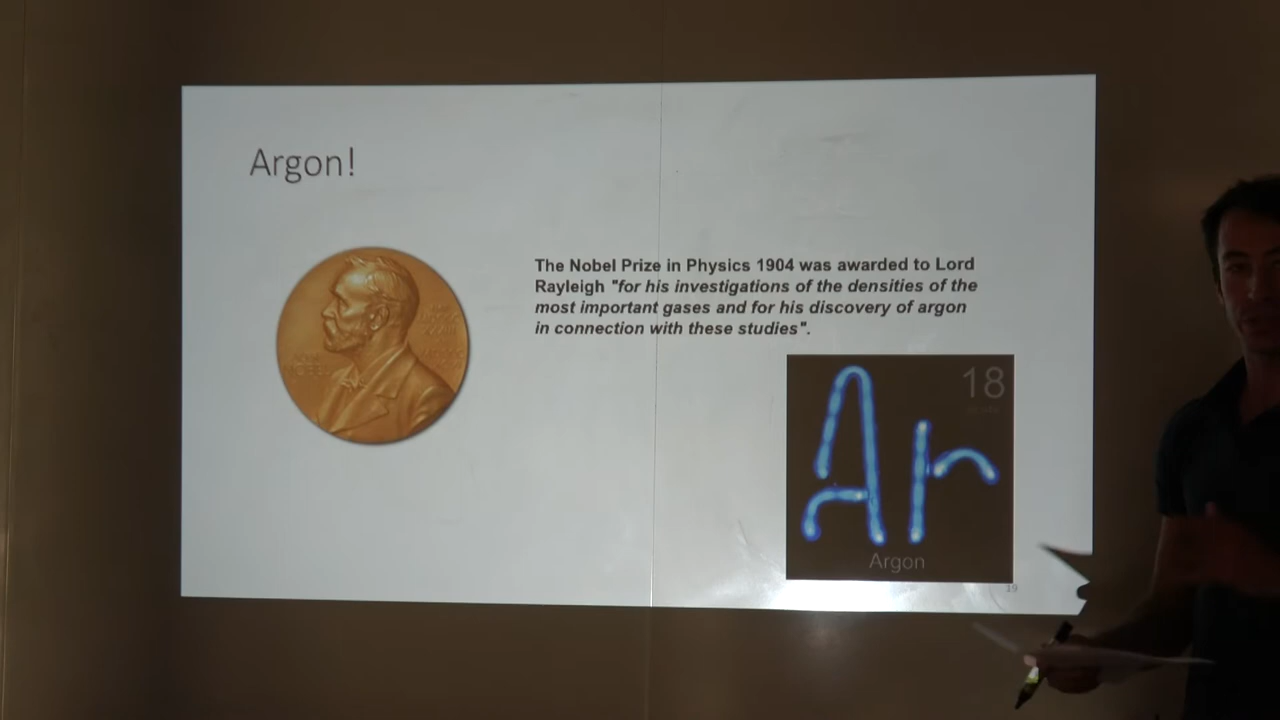 Argon!
The Nobel Prize in Physics 1904 was awarded to Lord
Rayleigh "for his investigations of the densities of the
most important gases and for his discovery of argon
in connection with these studies".
18
Ar
Argon
19